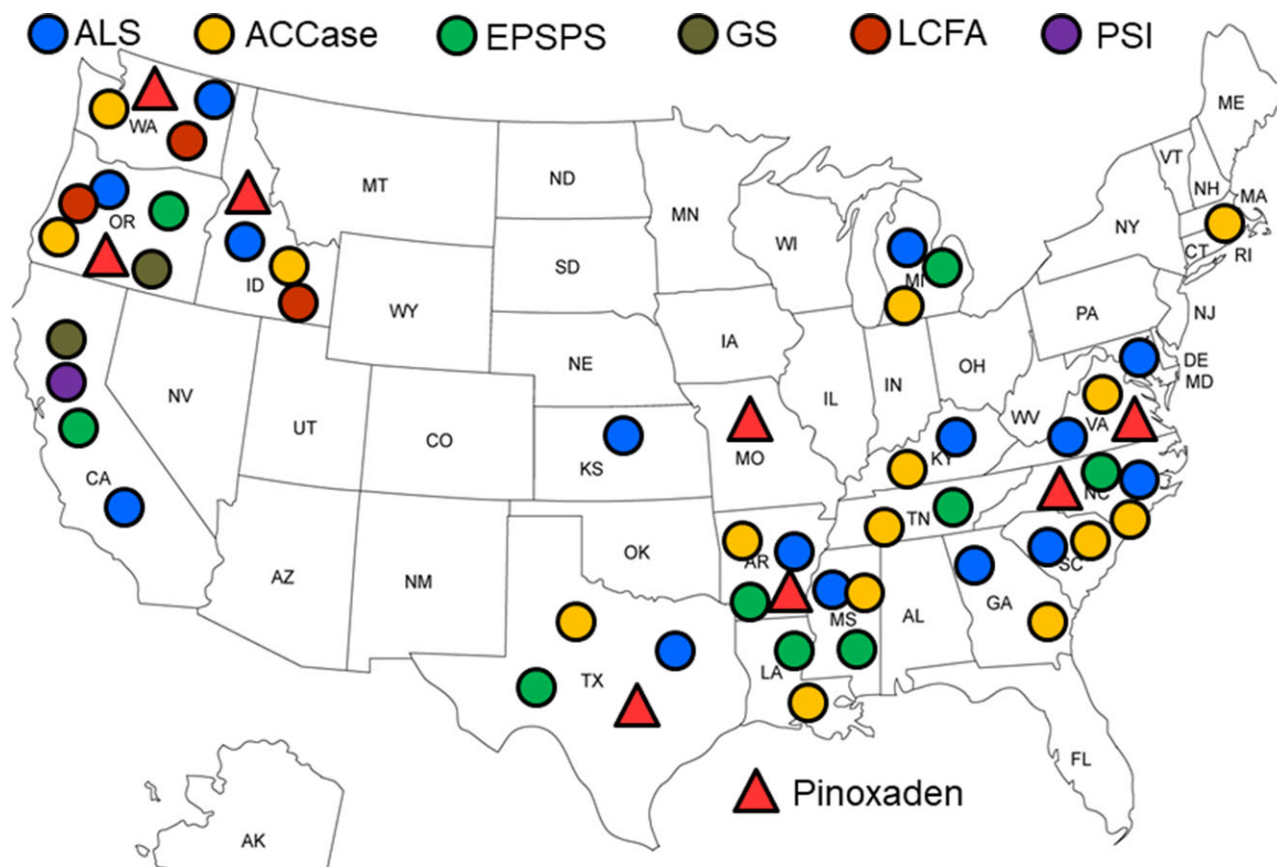 ALS ACCase EPSPS GS LCFA PSI
WA
OR
ID
MT
ND
MN
SD
WY
WI
MI
NY
VT
NH
ME
MA
CT
RI
PA
NJ
NE
IA
IL
IN
OH
DE
MD
WV
VA
NV
UT
CO
KS
MO
KY
CA
AZ
NM
OK
AR
TN
NC
SC
TX
LA
MS
AL
GA
FL
AK
Pinoxaden